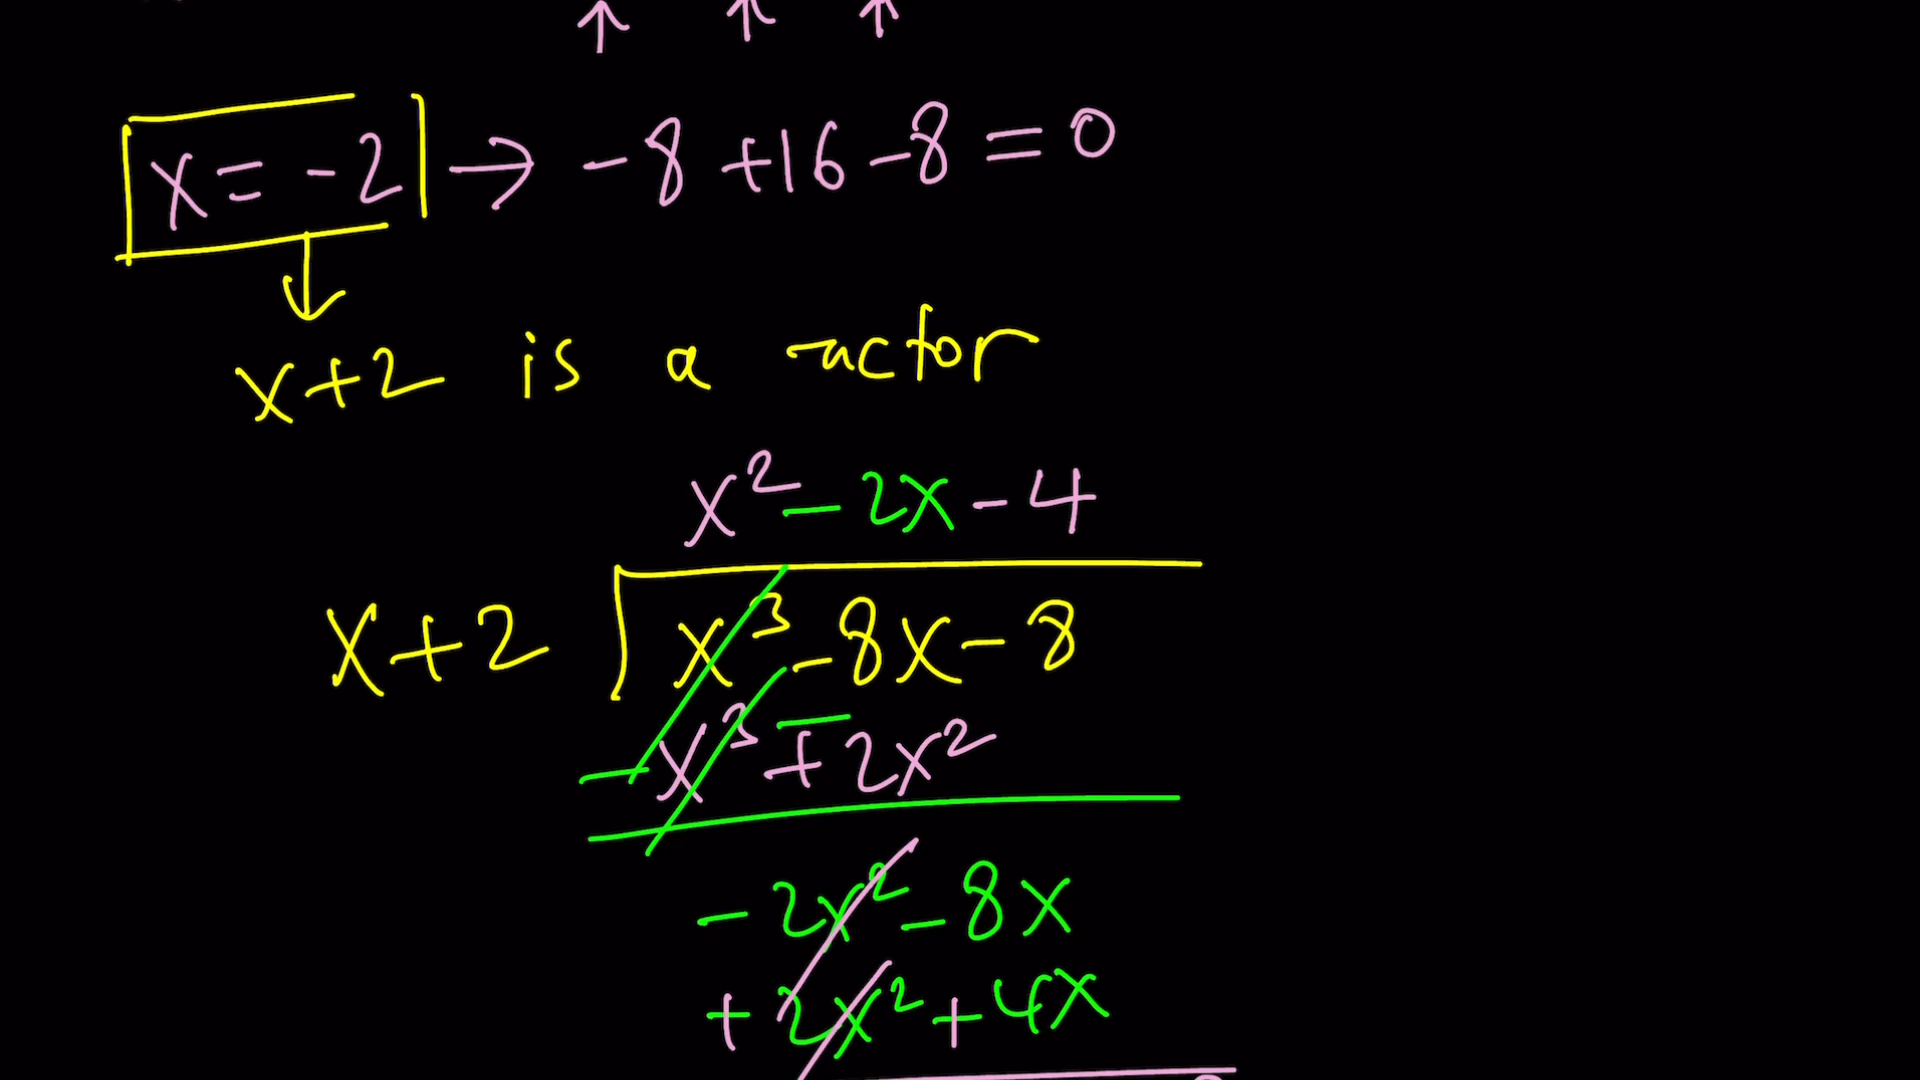 x = -2 → -8 + 16 - 8 = 0
x+2 is a factor
x² - 2x - 4
x+2 x³ - 8x - 8
- x³ + 2x²
- 2x² - 8x
+ 2x² + 4x